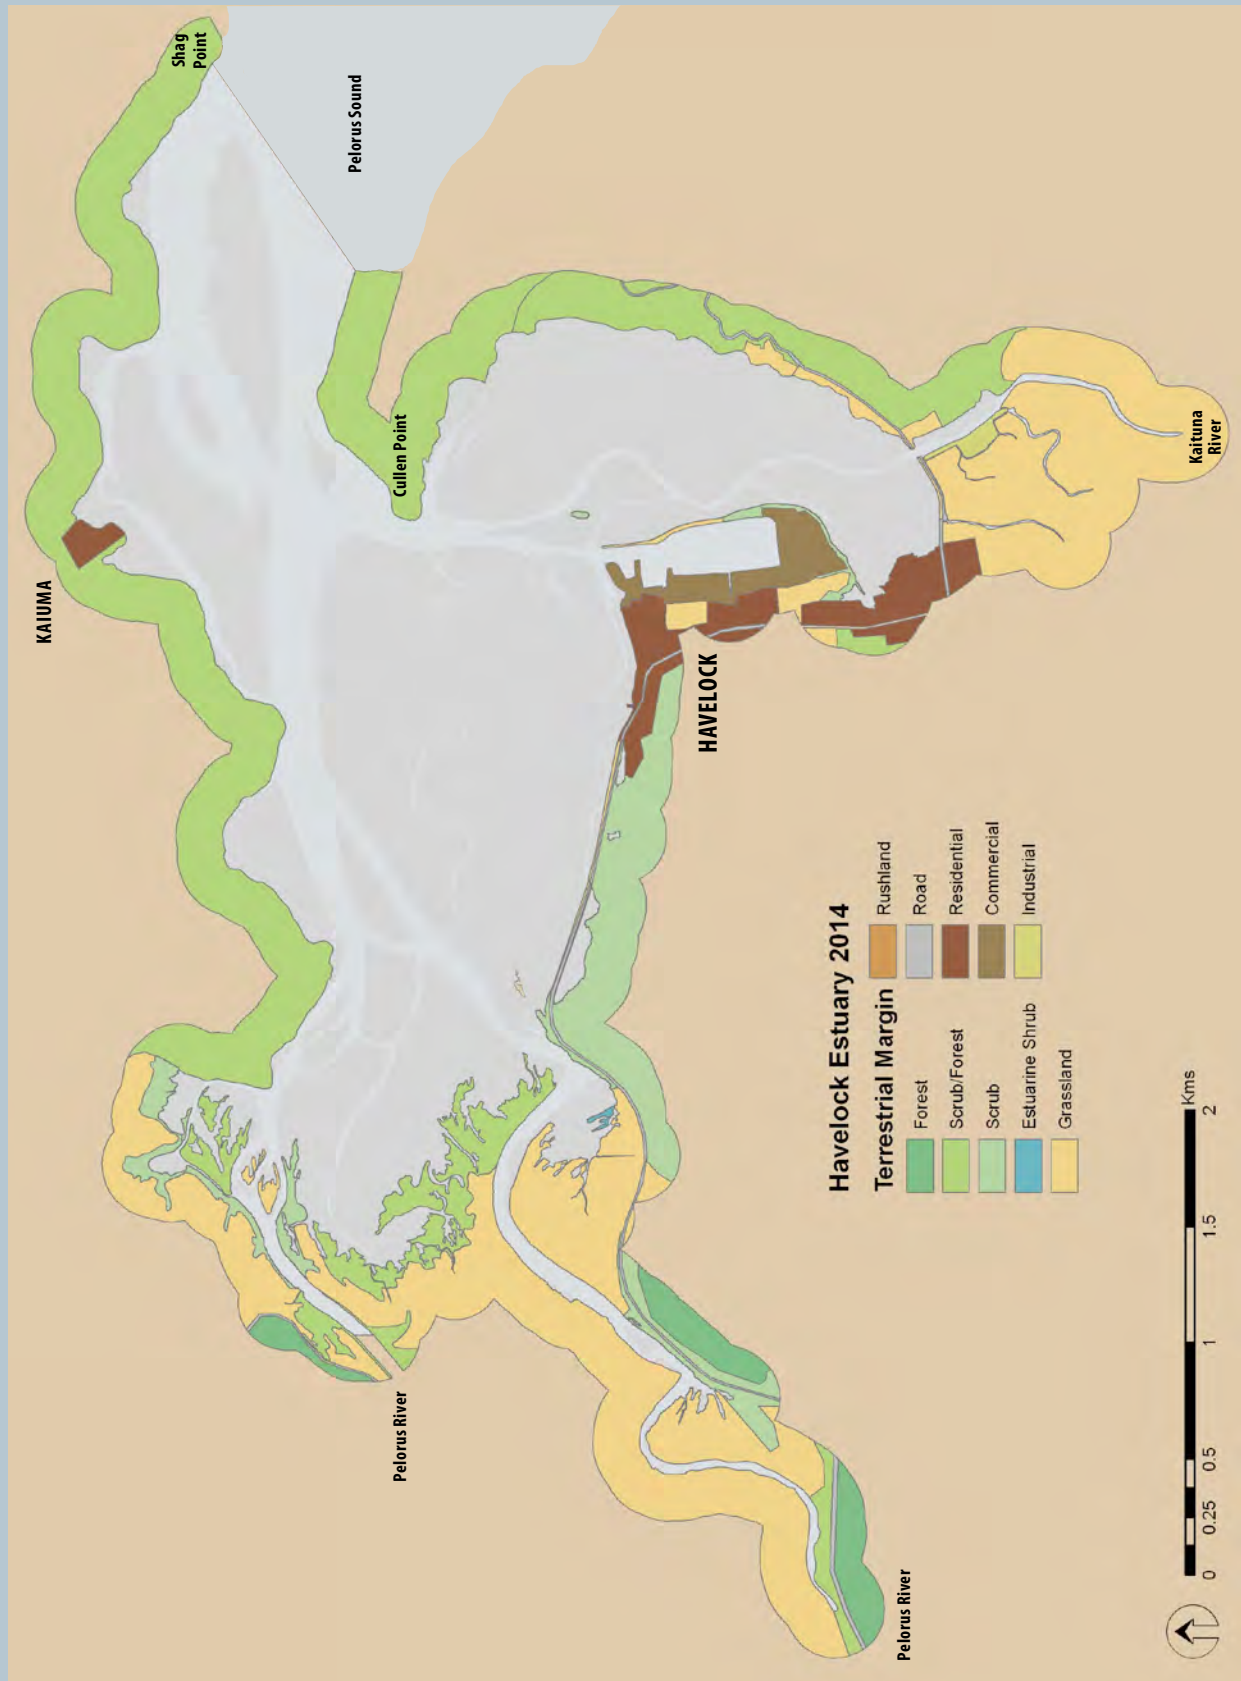 Shag
Point
Pelorus Sound
KAIUMA
Cullen Point
HAVELOCK
Kaituna
River
Pelorus River
Pelorus River
Havelock Estuary 2014
Terrestrial Margin
Forest
Scrub/Forest
Scrub
Estuarine Shrub
Grassland
Rushland
Road
Residential
Commercial
Industrial
0 0.25 0.5 1 1.5 2
Kms